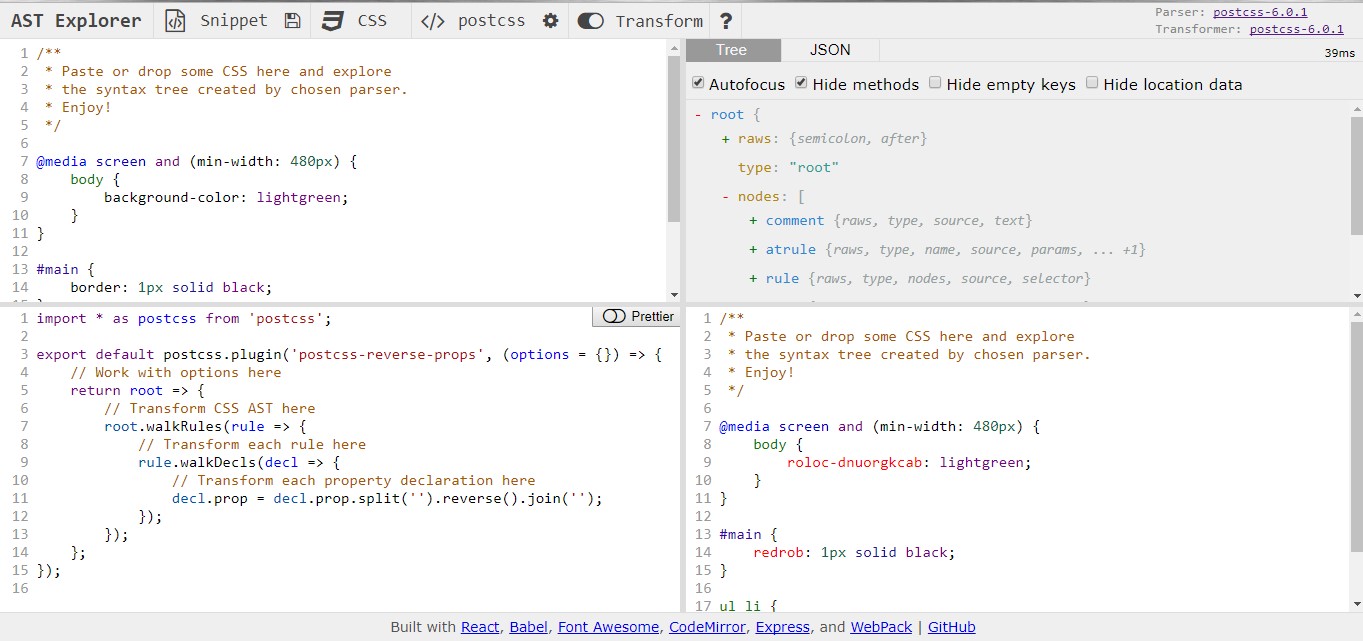 AST Explorer Snippet CSS </> postcss Transform ?
Parser: postcss-6.0.1
Transformer: postcss-6.0.1
1 /**
2  * Paste or drop some CSS here and explore
3  * the syntax tree created by chosen parser.
4  * Enjoy!
5  */
6
7 @media screen and (min-width: 480px) {
8     body {
9         background-color: lightgreen;
10     }
11 }
12
13 #main {
14     border: 1px solid black;
Tree JSON
39ms
Autofocus Hide methods Hide empty keys Hide location data
- root {
+ raws: {semicolon, after}
type: "root"
- nodes: [
+ comment {raws, type, source, text}
+ atrule {raws, type, name, source, params, ... +1}
+ rule {raws, type, nodes, source, selector}
Prettier
1 import * as postcss from 'postcss';
2
3 export default postcss.plugin('postcss-reverse-props', (options = {}) => {
4     // Work with options here
5     return root => {
6         // Transform CSS AST here
7         root.walkRules(rule => {
8             // Transform each rule here
9             rule.walkDecls(decl => {
10                 // Transform each property declaration here
11                 decl.prop = decl.prop.split('').reverse().join('');
12             });
13         });
14     };
15 });
16
1 /**
2  * Paste or drop some CSS here and explore
3  * the syntax tree created by chosen parser.
4  * Enjoy!
5  */
6
7 @media screen and (min-width: 480px) {
8     body {
9         roloc-dnuorgkcab: lightgreen;
10     }
11 }
12
13 #main {
14     redrob: 1px solid black;
15 }
16
17 ul li {
Built with React, Babel, Font Awesome, CodeMirror, Express, and WebPack | GitHub